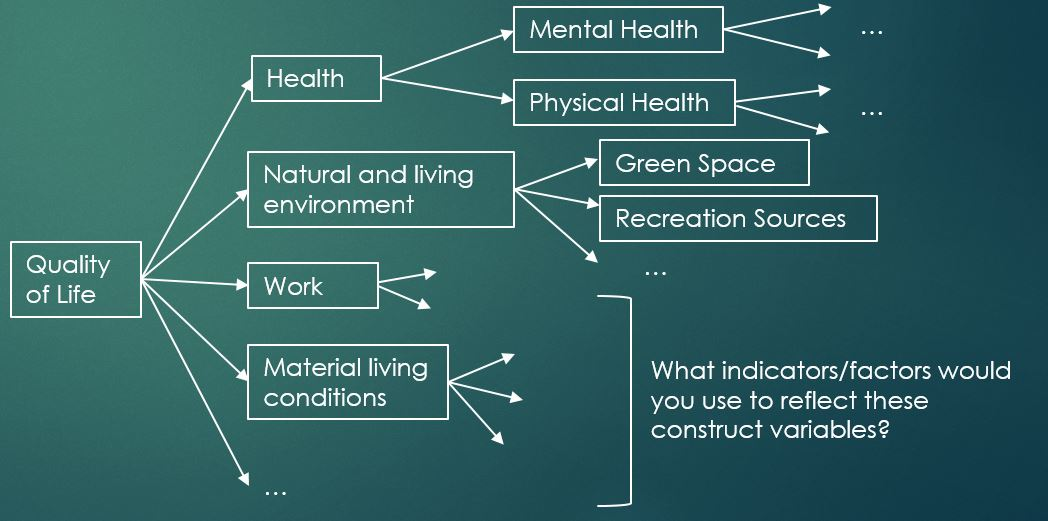 Mental Health
...
Health
Physical Health
...
Natural and living
environment
Green Space
Recreation Sources
...
Quality
of Life
Work
Material living
conditions
What indicators/factors would
you use to reflect these
construct variables?
...